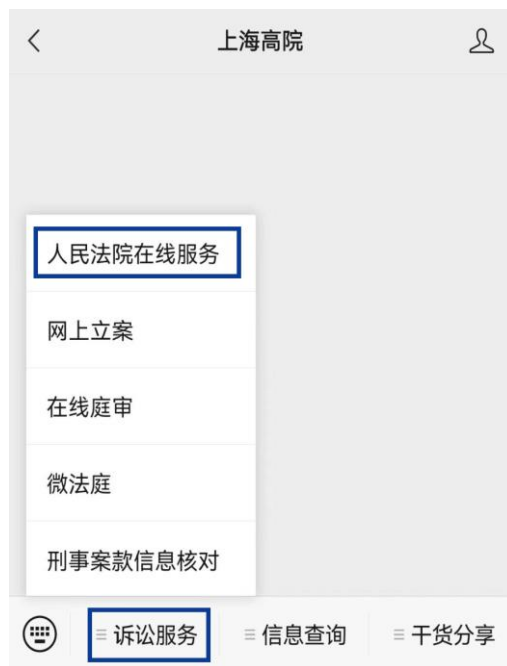 上海高院
人民法院在线服务
网上立案
在线庭审
微法庭
刑事案款信息核对
诉讼服务
信息查询
干货分享